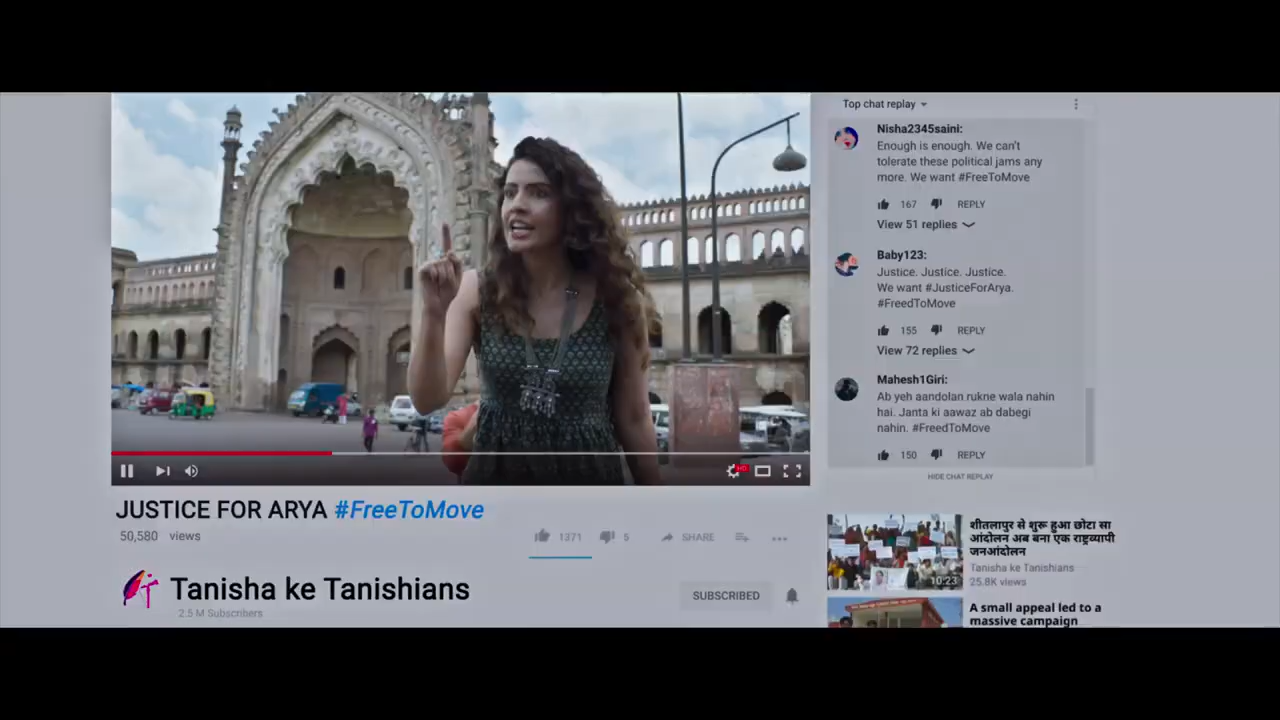 Top chat replay
Nisha2345saini:
Enough is enough. We can't
tolerate these political jams any
more. We want #FreeToMove
167 REPLY
View 51 replies
Baby123:
Justice. Justice. Justice.
We want #JusticeForArya.
#FreedToMove
155 REPLY
View 72 replies
Mahesh1Giri:
Ab yeh aandolan rukne wala nahin
hai. Janta ki aawaz ab dabegi
nahin. #FreedToMove
150 REPLY
HIDE CHAT REPLAY
HD
JUSTICE FOR ARYA #FreeToMove
50,580 views
1371 5 SHARE
Tanisha ke Tanishians
2.5 M Subscribers
SUBSCRIBED
10:23
शीतलापुर से शुरू हुआ छोटा सा
आंदोलन अब बना एक राष्ट्रव्यापी
जनआंदोलन
Tanisha ke Tanishians
25.8K views
A small appeal led to a
massive campaign